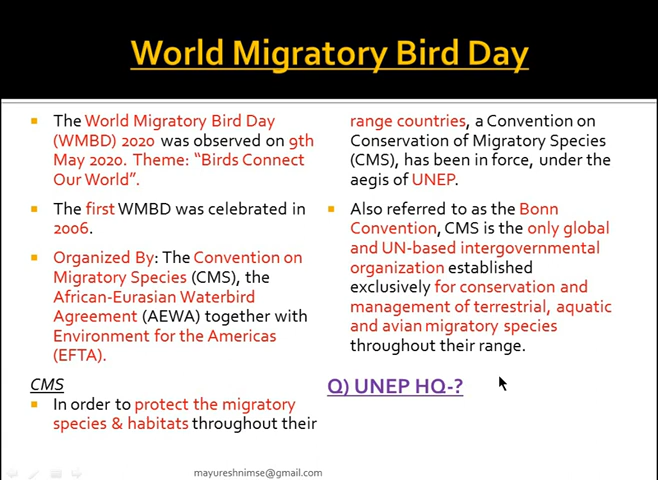 World Migratory Bird Day
The World Migratory Bird Day
(WMBD) 2020 was observed on 9th
May 2020. Theme: “Birds Connect
Our World”.
The first WMBD was celebrated in
2006.
Organized By: The Convention on
Migratory Species (CMS), the
African-Eurasian Waterbird
Agreement (AEWA) together with
Environment for the Americas
(EFTA).
CMS
In order to protect the migratory
species & habitats throughout their
range countries, a Convention on
Conservation of Migratory Species
(CMS), has been in force, under the
aegis of UNEP.
Also referred to as the Bonn
Convention, CMS is the only global
and UN-based intergovernmental
organization established
exclusively for conservation and
management of terrestrial, aquatic
and avian migratory species
throughout their range.
Q) UNEP HQ-?
mayureshnimse@gmail.com